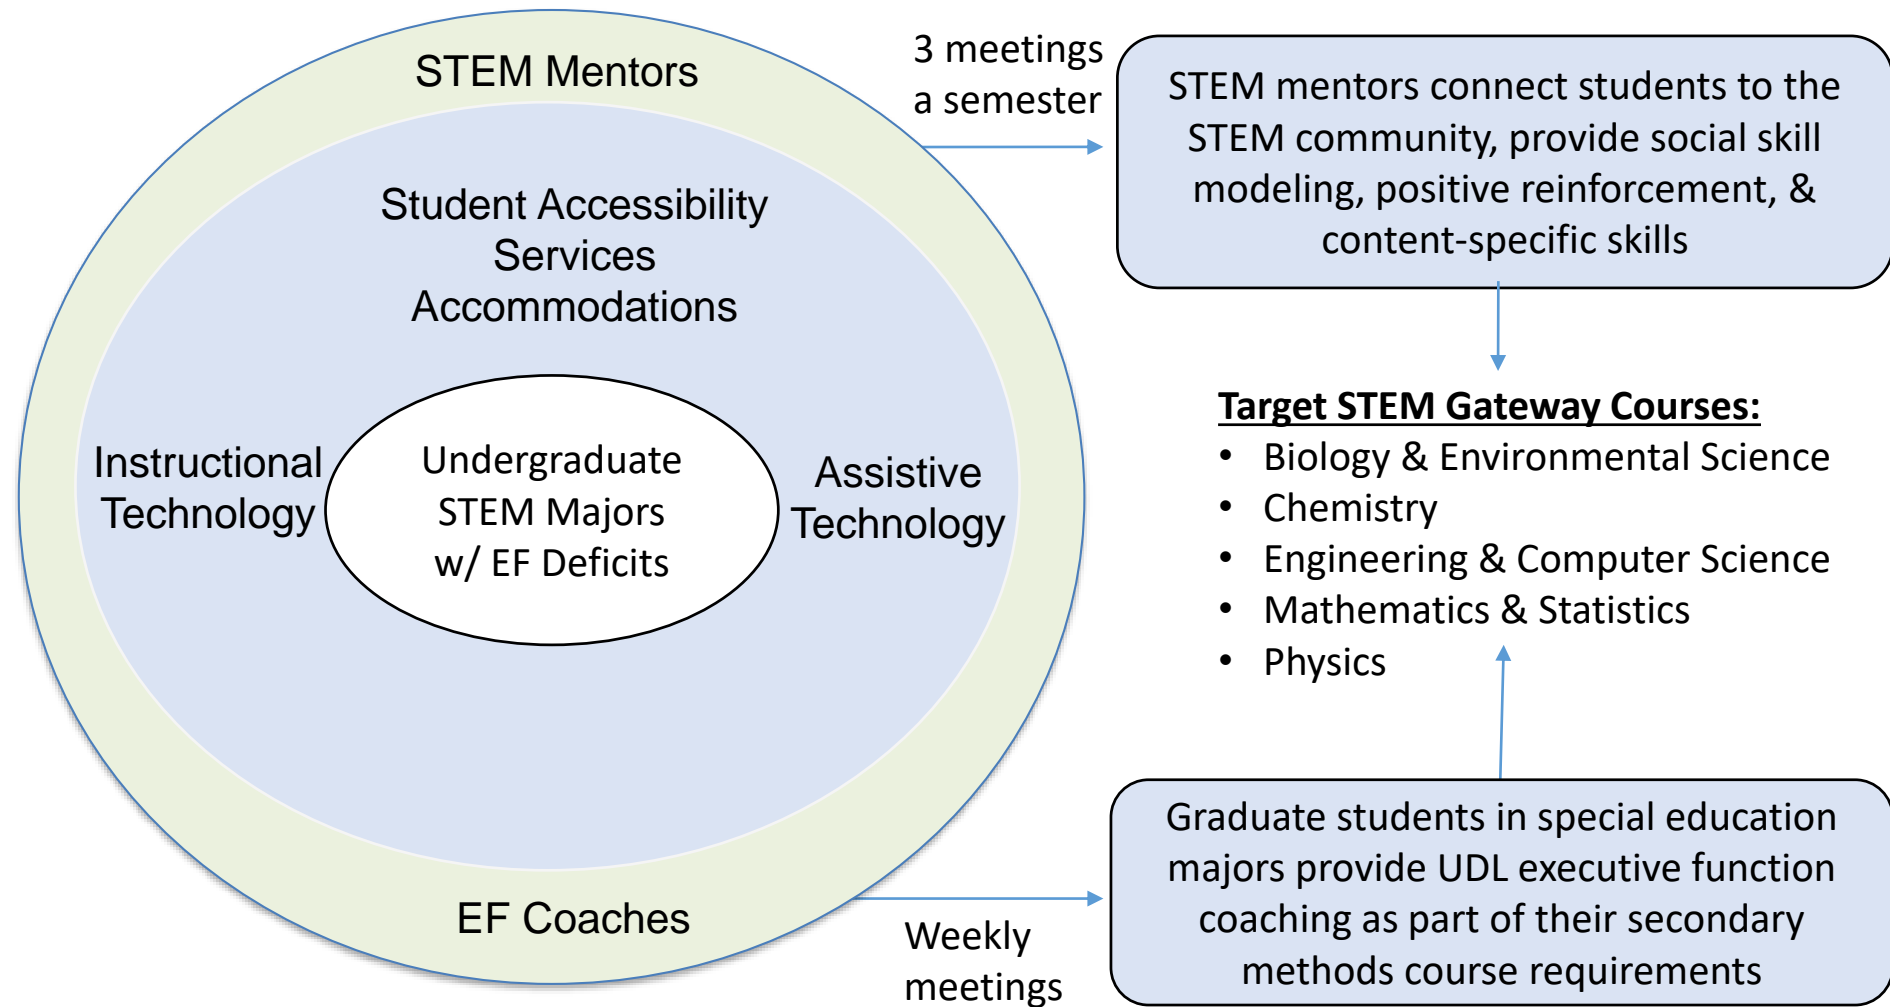 STEM Mentors
Student Accessibility
Services
Accommodations
Instructional
Technology
Undergraduate
STEM Majors
w/ EF Deficits
Assistive
Technology
EF Coaches
3 meetings
a semester
STEM mentors connect students to the
STEM community, provide social skill
modeling, positive reinforcement, &
content-specific skills
Target STEM Gateway Courses:
• Biology & Environmental Science
• Chemistry
• Engineering & Computer Science
• Mathematics & Statistics
• Physics
Weekly
meetings
Graduate students in special education
majors provide UDL executive function
coaching as part of their secondary
methods course requirements